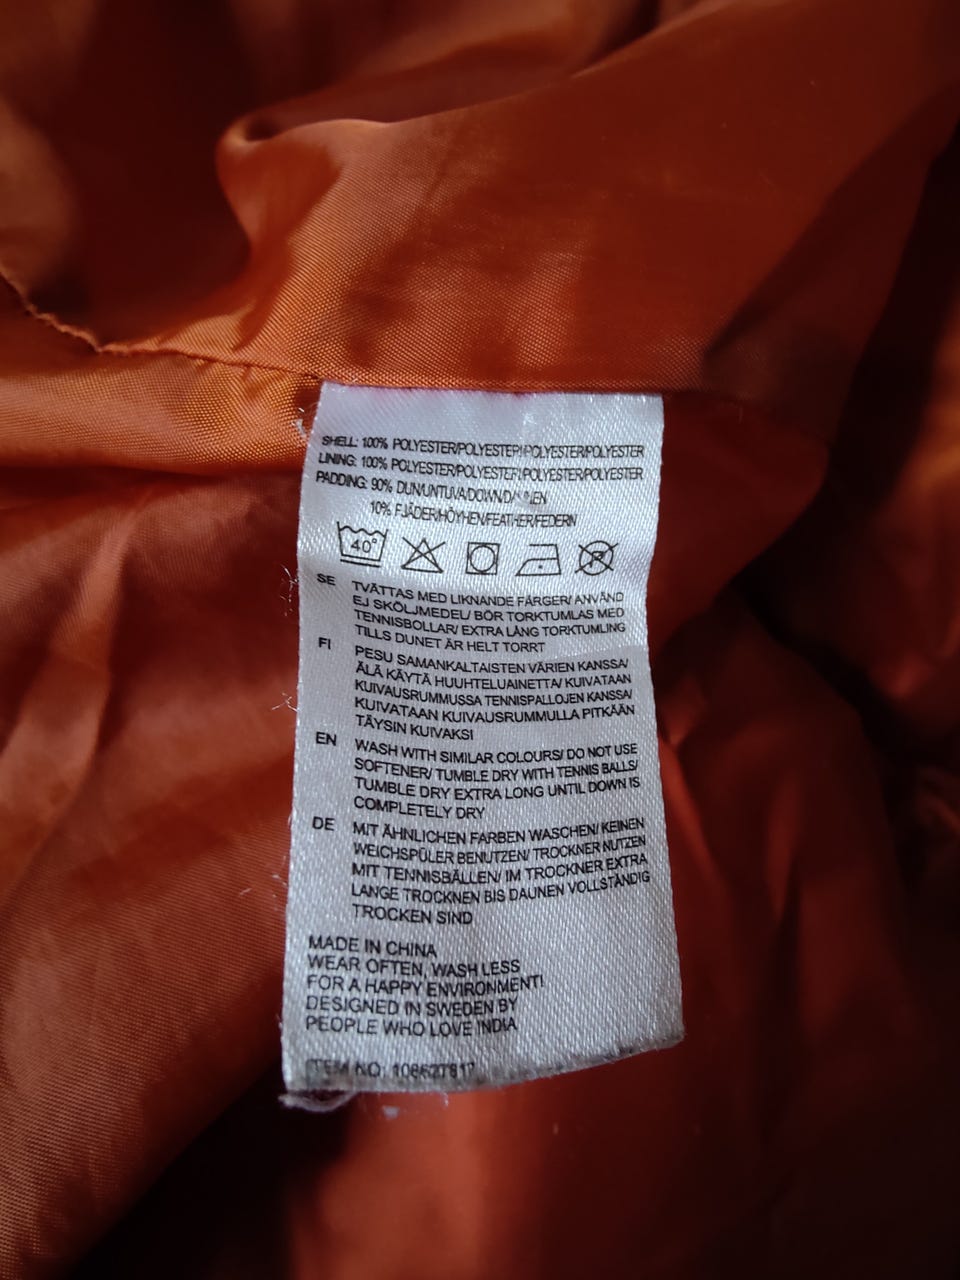 SHELL: 100% POLYESTER/POLYESTER/POLYESTER/POLYESTER
LINING: 100% POLYESTER/POLYESTER/POLYESTER/POLYESTER
PADDING: 90% DUN/UNTUVA/DOWN/
10% FJÄDER/HÖYHEN/FEATHER/FEDERN
40°
SE TVÄTTAS MED LIKNANDE FÄRGER/ ANVÄND
EJ SKÖLJMEDEL/ BÖR TORKTUMLAS MED
TENNISBOLLAR/ EXTRA LÅNG TORKTUMLING
TILLS DUNET ÄR HELT TORRT
FI PESU SAMANKALTAISTEN VÄRIEN KANSSA/
ÄLÄ KÄYTÄ HUUHTELUAINETTA/ KUIVATAAN
KUIVAUSRUMMUSSA TENNISPALLOJEN KANSSA/
KUIVATAAN KUIVAUSRUMMULLA PITKÄÄN
TÄYSIN KUIVAKSI
EN WASH WITH SIMILAR COLOURS/ DO NOT USE
SOFTENER/ TUMBLE DRY WITH TENNIS BALLS/
TUMBLE DRY EXTRA LONG UNTIL DOWN IS
COMPLETELY DRY
DE MIT ÄHNLICHEN FARBEN WASCHEN/ KEINEN
WEICHSPÜLER BENUTZEN/ TROCKNER NUTZEN
MIT TENNISBÄLLEN/ IM TROCKNER EXTRA
LANGE TROCKNEN BIS DAUNEN VOLLSTÄNDIG
TROCKEN SIND
MADE IN CHINA
WEAR OFTEN, WASH LESS
FOR A HAPPY ENVIRONMENT!
DESIGNED IN SWEDEN BY
PEOPLE WHO LOVE INDIA
ITEM NO: